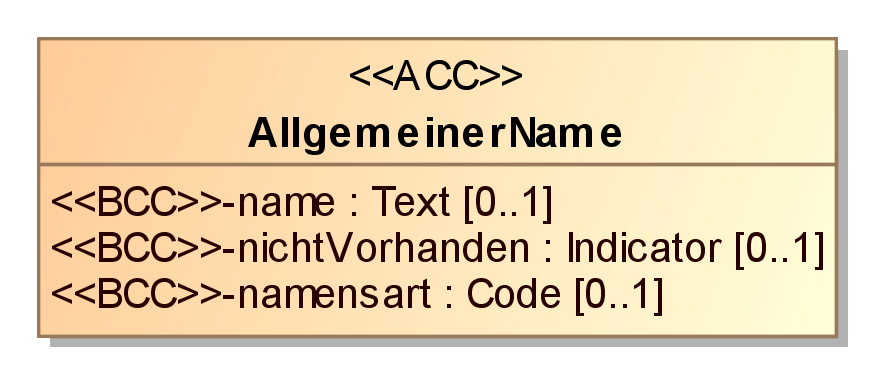 <<ACC>>
AllgemeinerName
<<BCC>>-name : Text [0..1]
<<BCC>>-nichtVorhanden : Indicator [0..1]
<<BCC>>-namensart : Code [0..1]